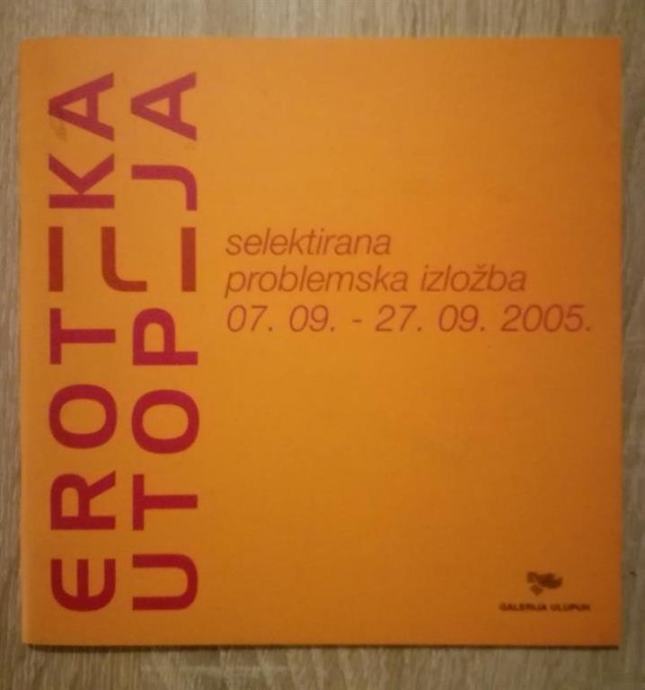 EROTIKA
I
UTOPIJA
selektirana
problemska izložba
07. 09. - 27. 09. 2005.
GALERIJA ULUPUH